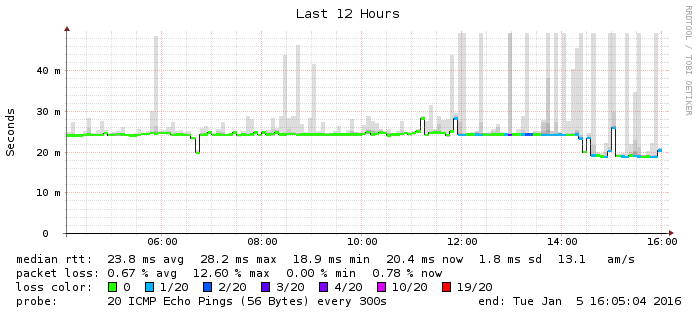 Last 12 Hours
RRDTOOL / TOBI OETIKER
Seconds
40 m
30 m
20 m
10 m
0
06:00 08:00 10:00 12:00 14:00 16:00
median rtt: 23.8 ms avg 28.2 ms max 18.9 ms min 20.4 ms now 1.8 ms sd 13.1 am/s
packet loss: 0.67 % avg 12.60 % max 0.00 % min 0.78 % now
loss color: 0 1/20 2/20 3/20 4/20 10/20 19/20
probe: 20 ICMP Echo Pings (56 Bytes) every 300s end: Tue Jan 5 16:05:04 2016